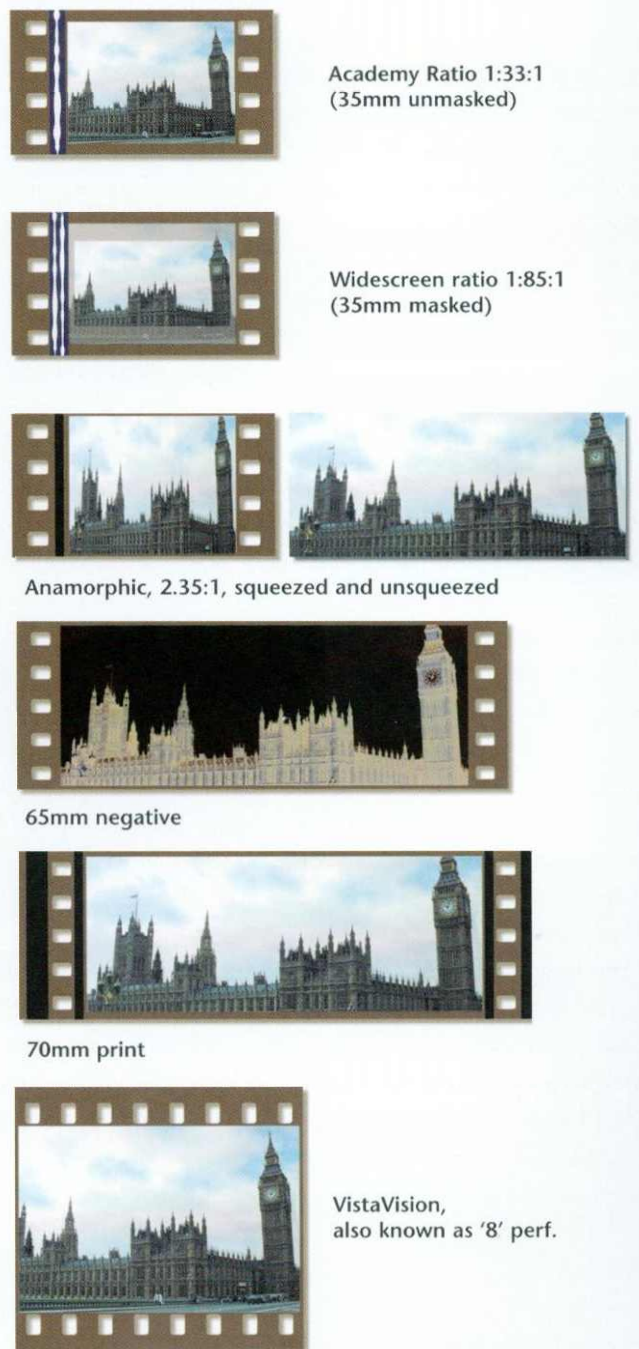 Academy Ratio 1:33:1
(35mm unmasked)
Widescreen ratio 1:85:1
(35mm masked)
Anamorphic, 2.35:1, squeezed and unsqueezed
65mm negative
70mm print
VistaVision,
also known as ‘8’ perf.